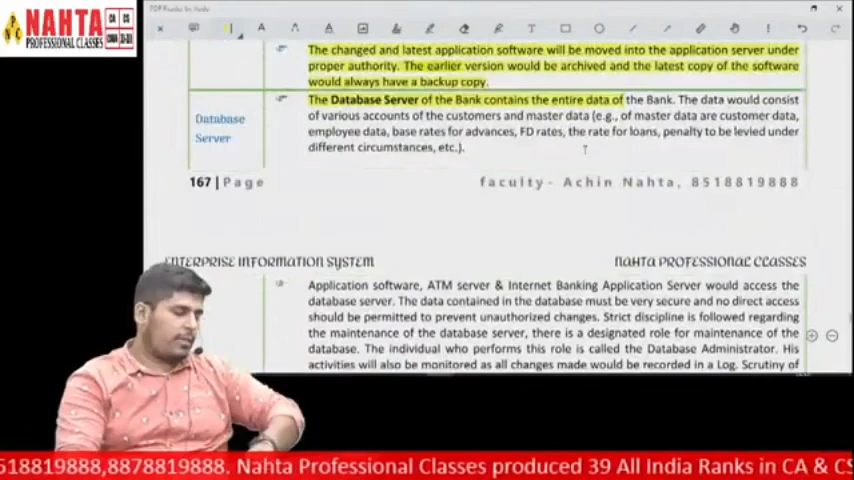 NAHTA
PROFESSIONAL CLASSES
CA CS
The changed and latest application software will be moved into the application server under
proper authority. The earlier version would be archived and the latest copy of the software
would always have a backup copy.
Database
Server
The Database Server of the Bank contains the entire data of the Bank. The data would consist
of various accounts of the customers and master data (e.g., of master data are customer data,
employee data, base rates for advances, FD rates, the rate for loans, penalty to be levied under
different circumstances, etc.).
167 | Page
faculty- Achin Nahta, 8518819888
ENTERPRISE INFORMATION SYSTEM
NAHTA PROFESSIONAL CLASSES
Application software, ATM server & Internet Banking Application Server would access the
database server. The data contained in the database must be very secure and no direct access
should be permitted to prevent unauthorized changes. Strict discipline is followed regarding
the maintenance of the database server, there is a designated role for maintenance of the
database. The individual who performs this role is called the Database Administrator. His
activities will also be monitored as all changes made would be recorded in a Log. Scrutiny of
518819888,8878819888. Nahta Professional Classes produced 39 All India Ranks in CA & CS